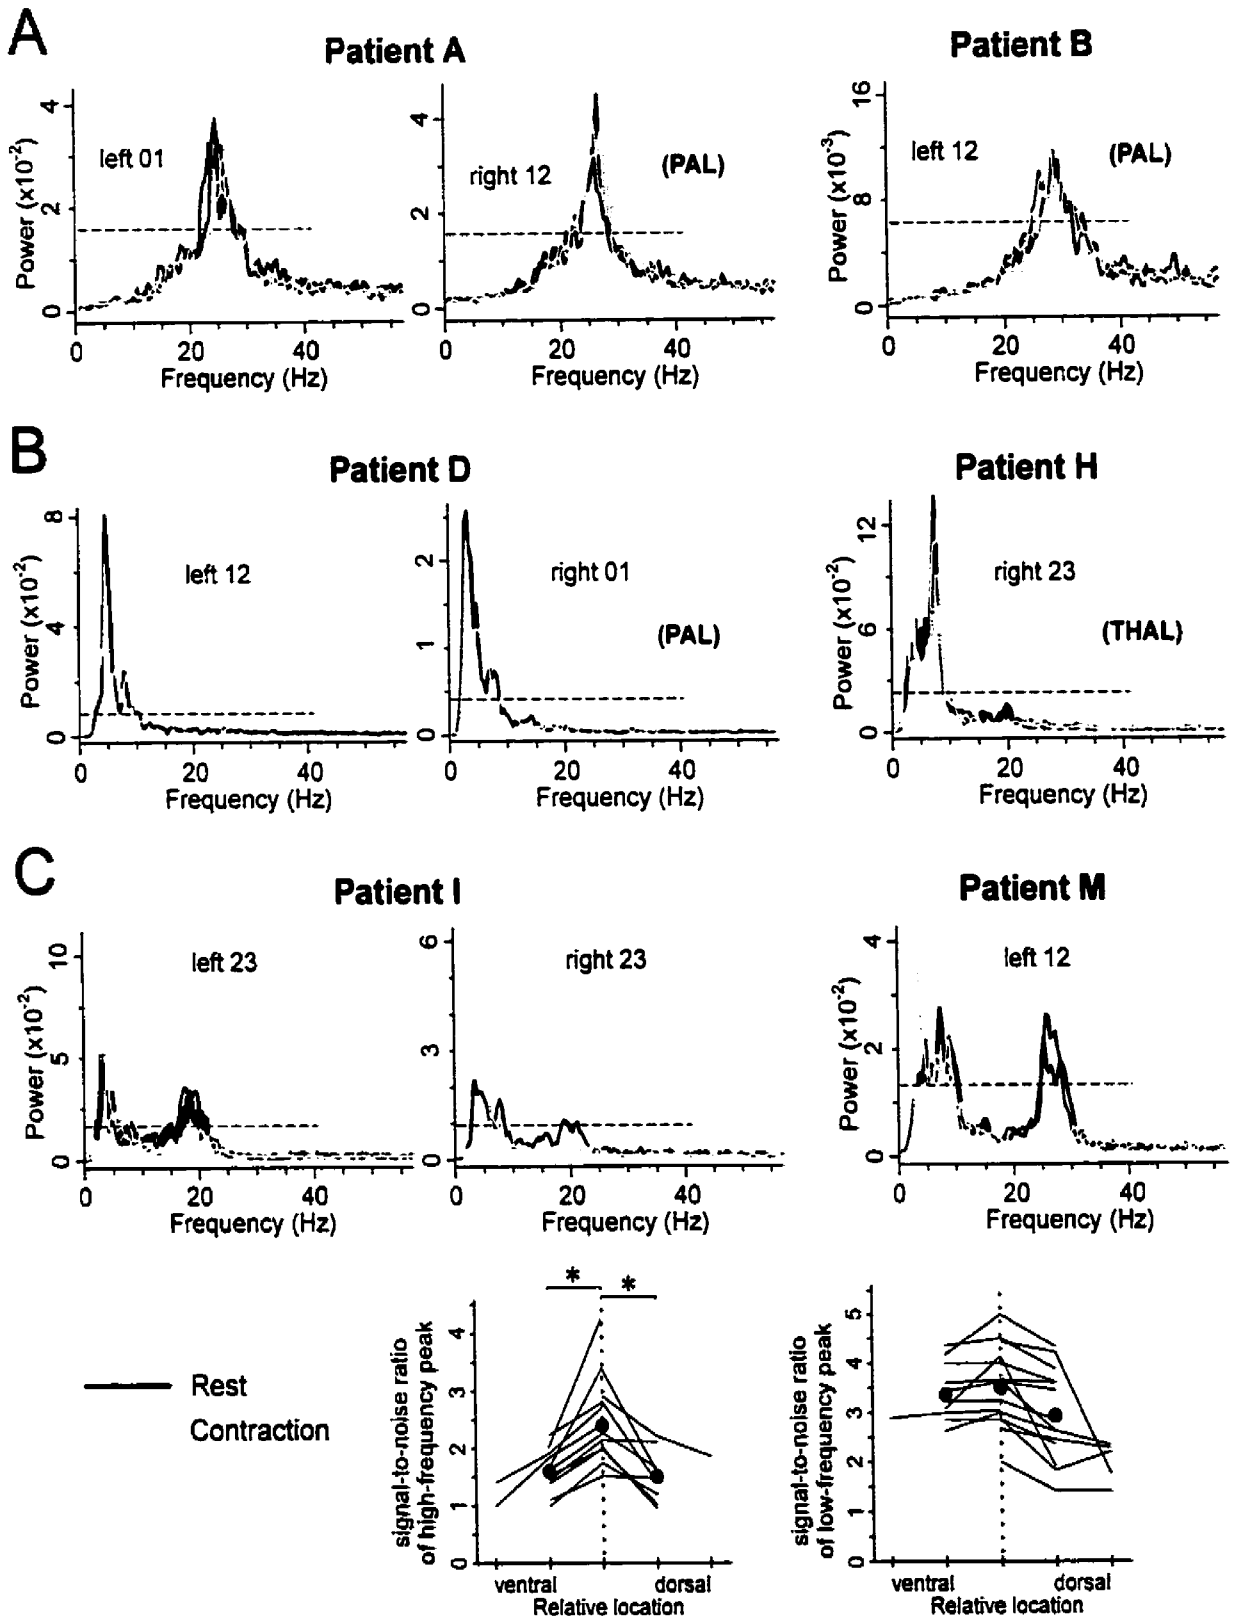 A
Patient A
Patient B
Power (x10-2)
0 2 4
left 01
0 20 40
Frequency (Hz)
0 2 4
right 12
(PAL)
0 20 40
Frequency (Hz)
Power (x10-3)
0 8 16
left 12
(PAL)
0 20 40
Frequency (Hz)
B
Patient D
Patient H
Power (x10-2)
0 4 8
left 12
0 20 40
Frequency (Hz)
0 1 2
right 01
(PAL)
0 20 40
Frequency (Hz)
Power (x10-2)
0 6 12
right 23
(THAL)
0 20 40
Frequency (Hz)
C
Patient I
Patient M
Power (x10-2)
0 5 10
left 23
0 20 40
Frequency (Hz)
0 3 6
right 23
0 20 40
Frequency (Hz)
Power (x10-2)
0 2 4
left 12
0 20 40
Frequency (Hz)
Rest
Contraction
signal-to-noise ratio
of high-frequency peak
0 1 2 3 4
* *
ventral dorsal
Relative location
signal-to-noise ratio
of low-frequency peak
0 1 2 3 4 5
ventral dorsal
Relative location